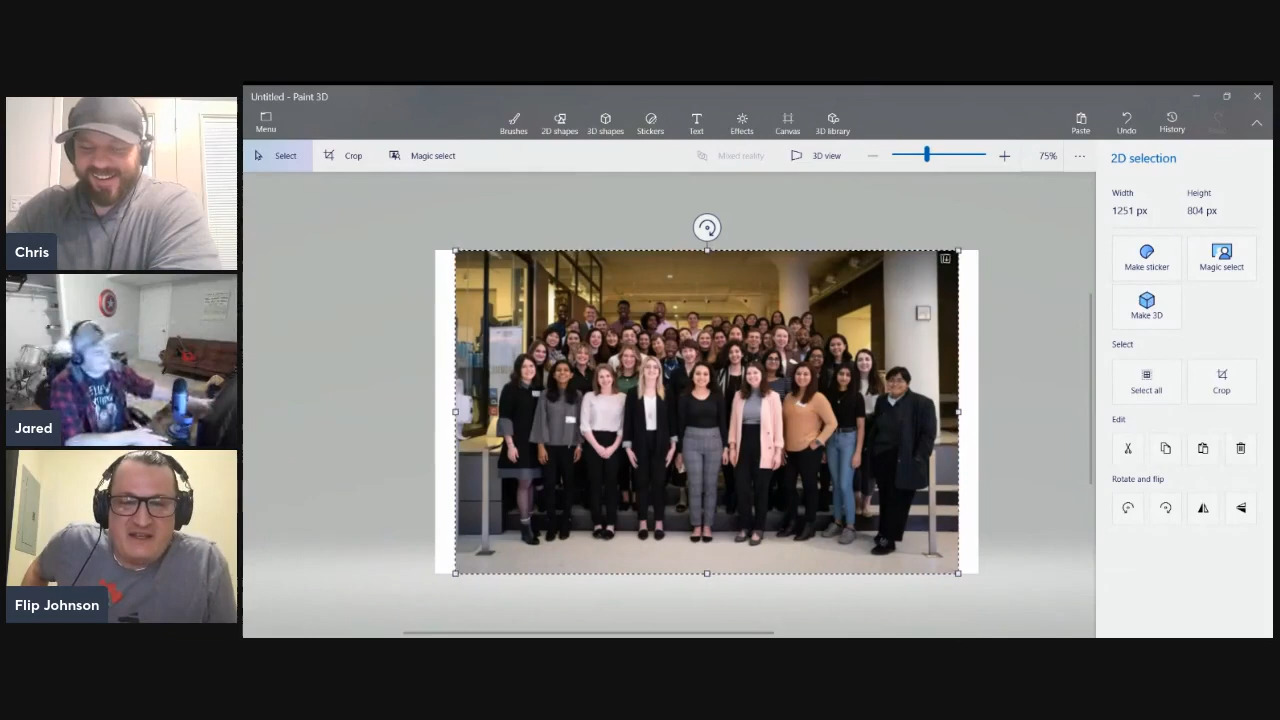 Chris
Jared
Flip Johnson
Untitled - Paint 3D
Menu
Brushes
2D shapes
3D shapes
Stickers
Text
Effects
Canvas
3D library
Paste
Undo
History
Select
Crop
Magic select
Mixed reality
3D view
75%
2D selection
Width
Height
1251 px
804 px
Make sticker
Magic select
Make 3D
Select
Select all
Crop
Edit
Rotate and flip